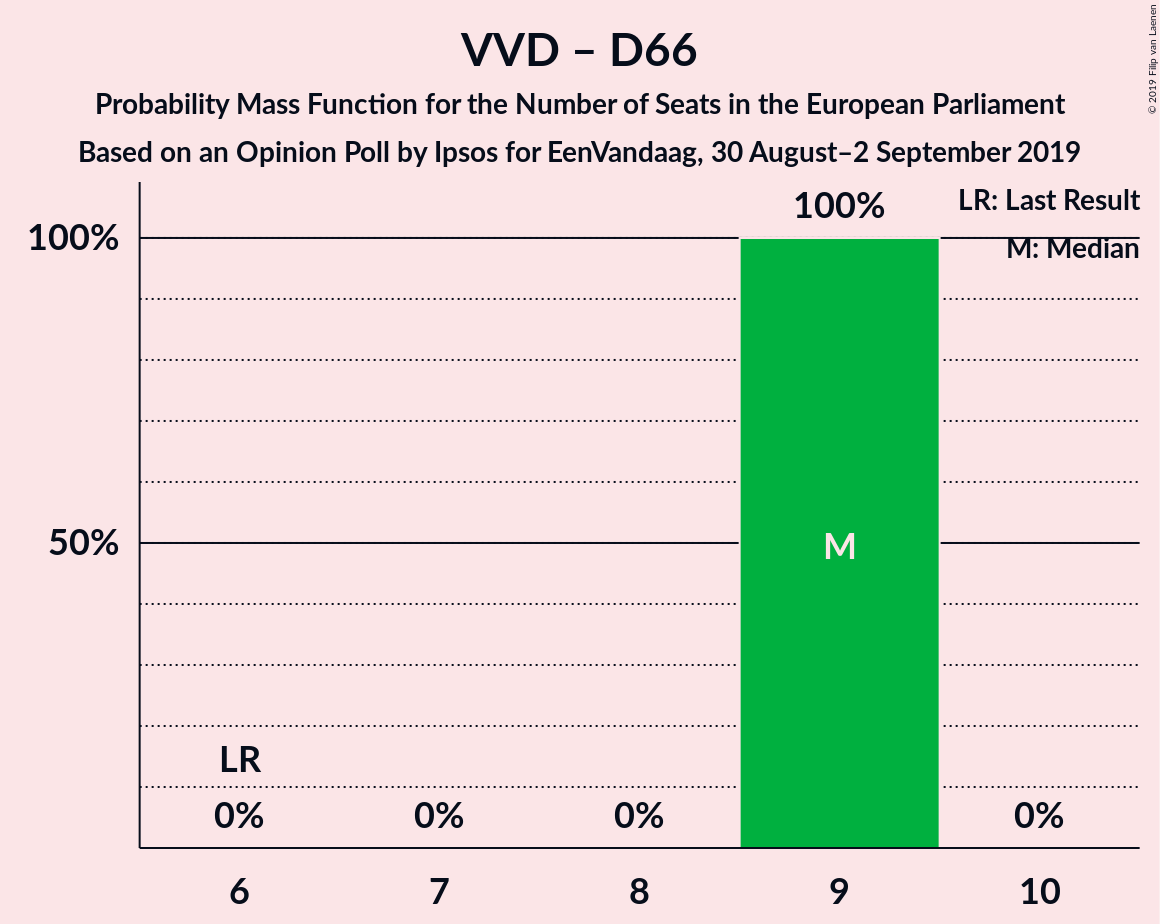 VVD – D66
Probability Mass Function for the Number of Seats in the European Parliament
Based on an Opinion Poll by Ipsos for EenVandaag, 30 August–2 September 2019
© 2019 Filip van Laenen
LR: Last Result
M: Median
100%
100%
50%
M
LR
0%
0%
0%
0%
6
7
8
9
10